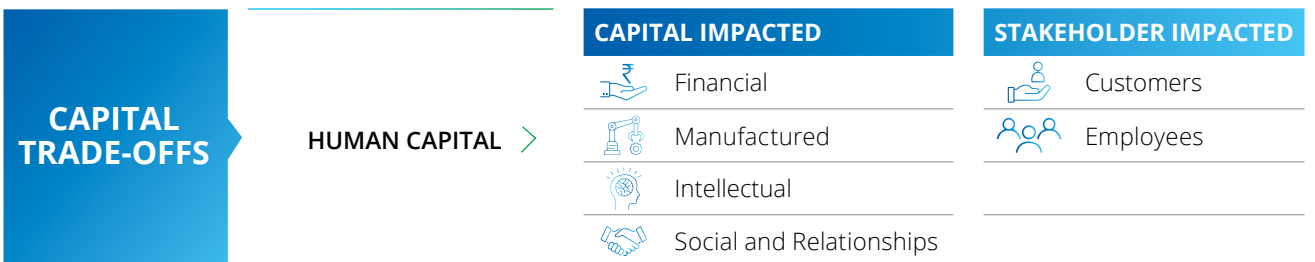 CAPITAL
TRADE-OFFS
HUMAN CAPITAL
CAPITAL IMPACTED
Financial
Manufactured
Intellectual
Social and Relationships
STAKEHOLDER IMPACTED
Customers
Employees